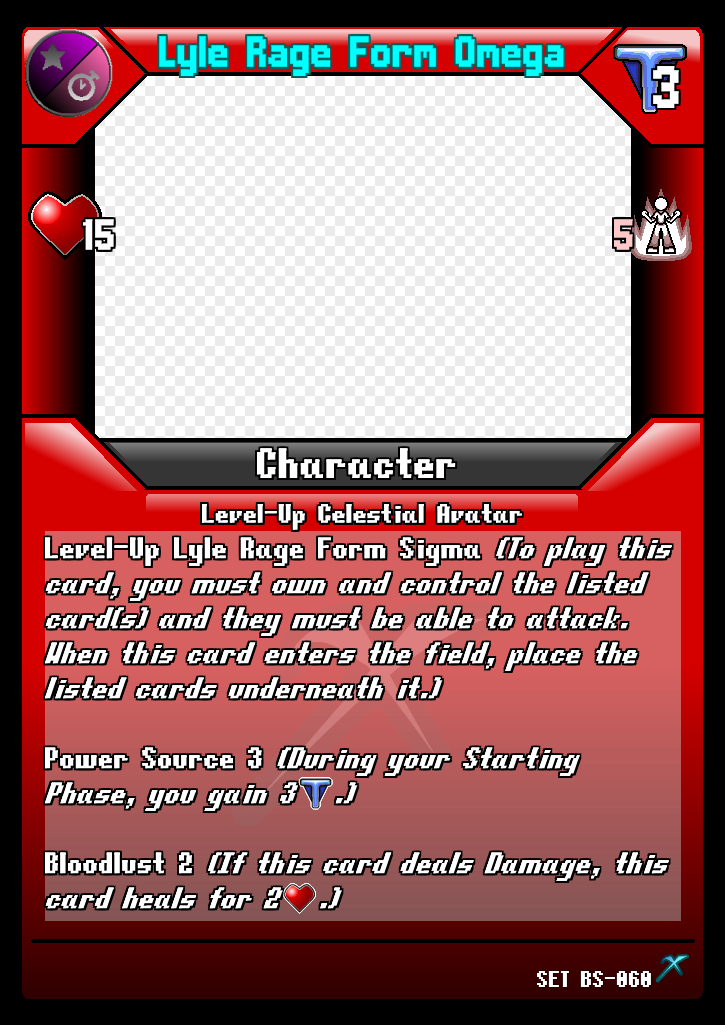 Lyle Rage Form Omega
3
15
5
Character
Level-Up Celestial Avatar
Level-Up Lyle Rage Form Sigma (To play this
card, you must own and control the listed
card(s) and they must be able to attack.
When this card enters the field, place the
listed cards underneath it.)
Power Source 3 (During your Starting
Phase, you gain 3T.)
Bloodlust 2 (If this card deals Damage, this
card heals for 2.)
SET BS-060